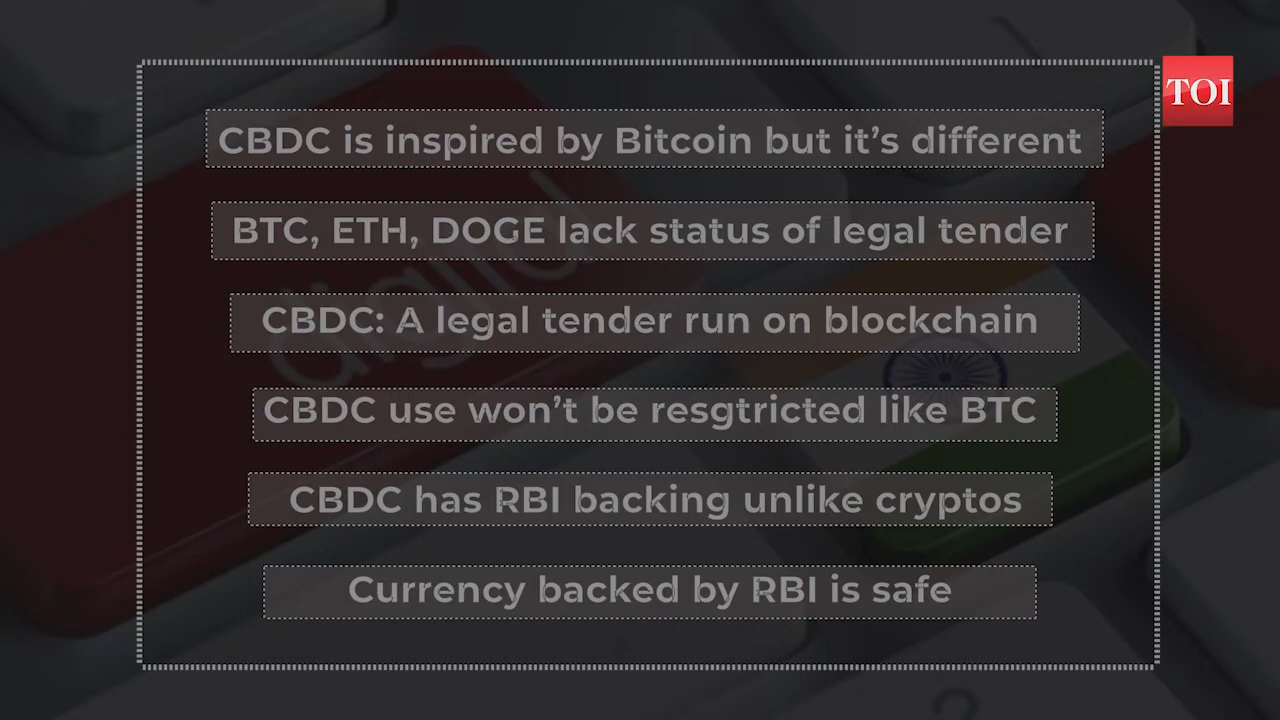 TOI
CBDC is inspired by Bitcoin but it’s different
BTC, ETH, DOGE lack status of legal tender
digital
CBDC: A legal tender run on blockchain
CBDC use won’t be resgtricted like BTC
CBDC has RBI backing unlike cryptos
Currency backed by RBI is safe
?